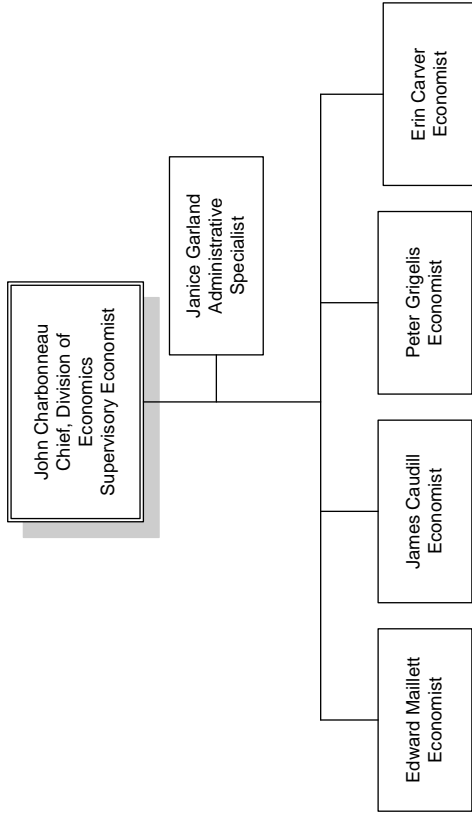 John Charbonneau
Chief, Division of
Economics
Supervisory Economist
Janice Garland
Administrative
Specialist
Edward Maillett
Economist
James Caudill
Economist
Peter Grigelis
Economist
Erin Carver
Economist